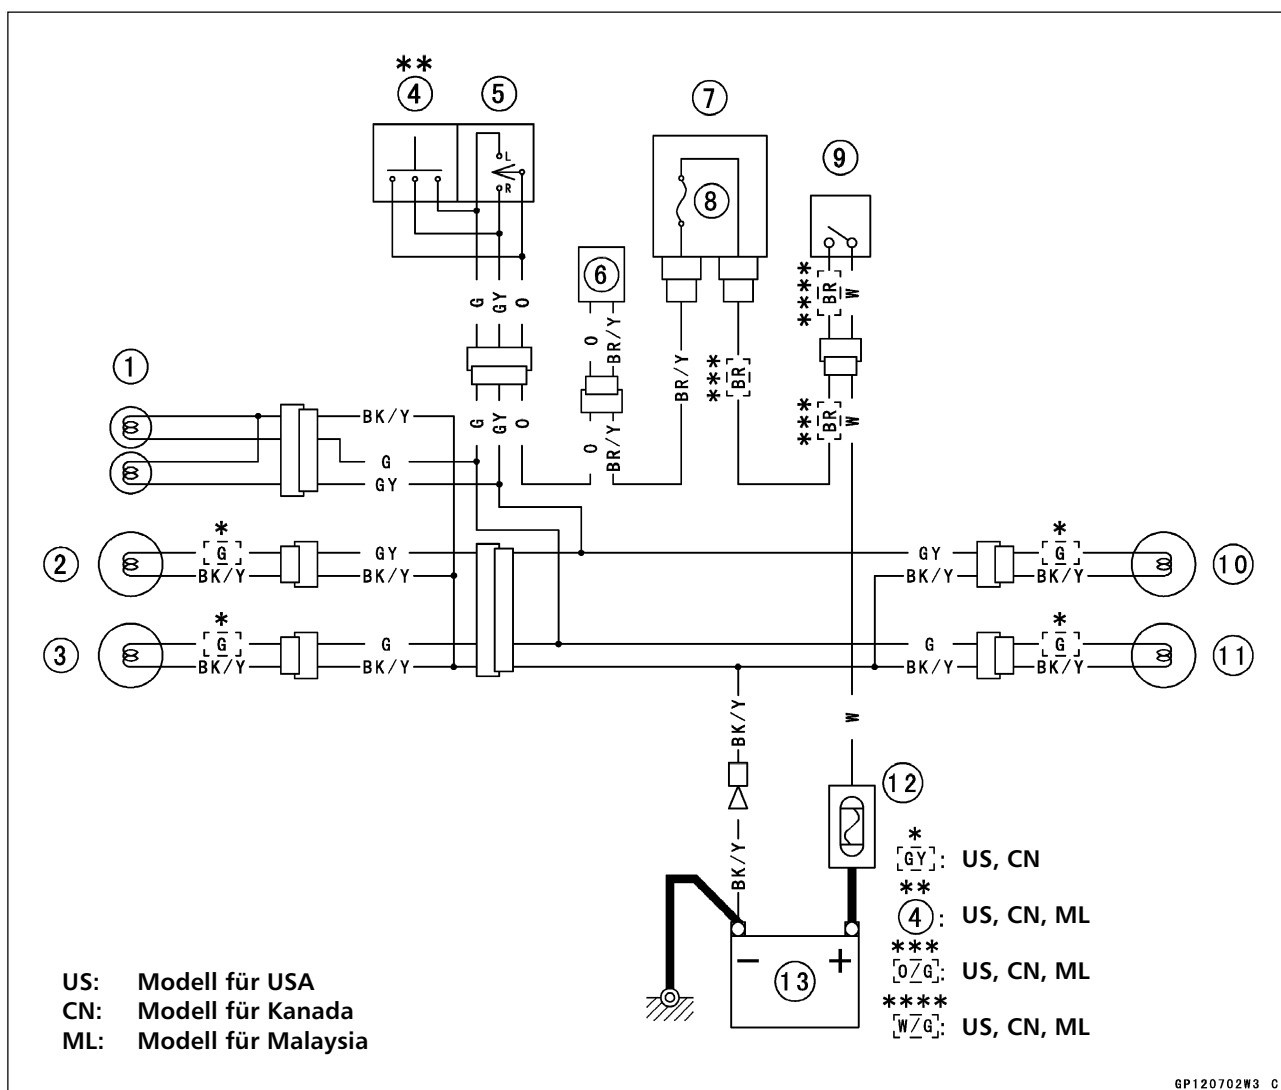 **
4 5 7
9
L
R
8
6
**** BR W
G GY O
O BR/Y
BR/Y
*** BR
1
*** BR W
BK/Y
G GY O
O BR/Y
G
GY
* *
2 G GY GY G 10
BK/Y BK/Y BK/Y BK/Y
* *
3 G G G G 11
BK/Y BK/Y BK/Y BK/Y
BK/Y W
12
BK/Y
*
GY: US, CN
**
4: US, CN, ML
***
O/G: US, CN, ML
****
W/G: US, CN, ML
− 13 +
US: Modell für USA
CN: Modell für Kanada
ML: Modell für Malaysia
GP120702W3 C